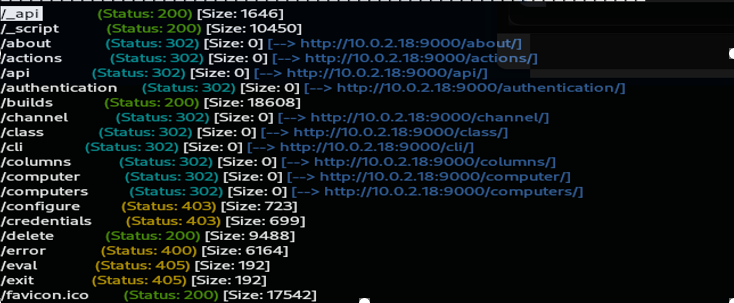 /_api (Status: 200) [Size: 1646]
/_script (Status: 200) [Size: 10450]
/about (Status: 302) [Size: 0] [--> http://10.0.2.18:9000/about/]
/actions (Status: 302) [Size: 0] [--> http://10.0.2.18:9000/actions/]
/api (Status: 302) [Size: 0] [--> http://10.0.2.18:9000/api/]
/authentication (Status: 302) [Size: 0] [--> http://10.0.2.18:9000/authentication/]
/builds (Status: 200) [Size: 18608]
/channel (Status: 302) [Size: 0] [--> http://10.0.2.18:9000/channel/]
/class (Status: 302) [Size: 0] [--> http://10.0.2.18:9000/class/]
/cli (Status: 302) [Size: 0] [--> http://10.0.2.18:9000/cli/]
/columns (Status: 302) [Size: 0] [--> http://10.0.2.18:9000/columns/]
/computer (Status: 302) [Size: 0] [--> http://10.0.2.18:9000/computer/]
/computers (Status: 302) [Size: 0] [--> http://10.0.2.18:9000/computers/]
/configure (Status: 403) [Size: 723]
/credentials (Status: 403) [Size: 699]
/delete (Status: 200) [Size: 9488]
/error (Status: 400) [Size: 6164]
/eval (Status: 405) [Size: 192]
/exit (Status: 405) [Size: 192]
/favicon.ico (Status: 200) [Size: 17542]